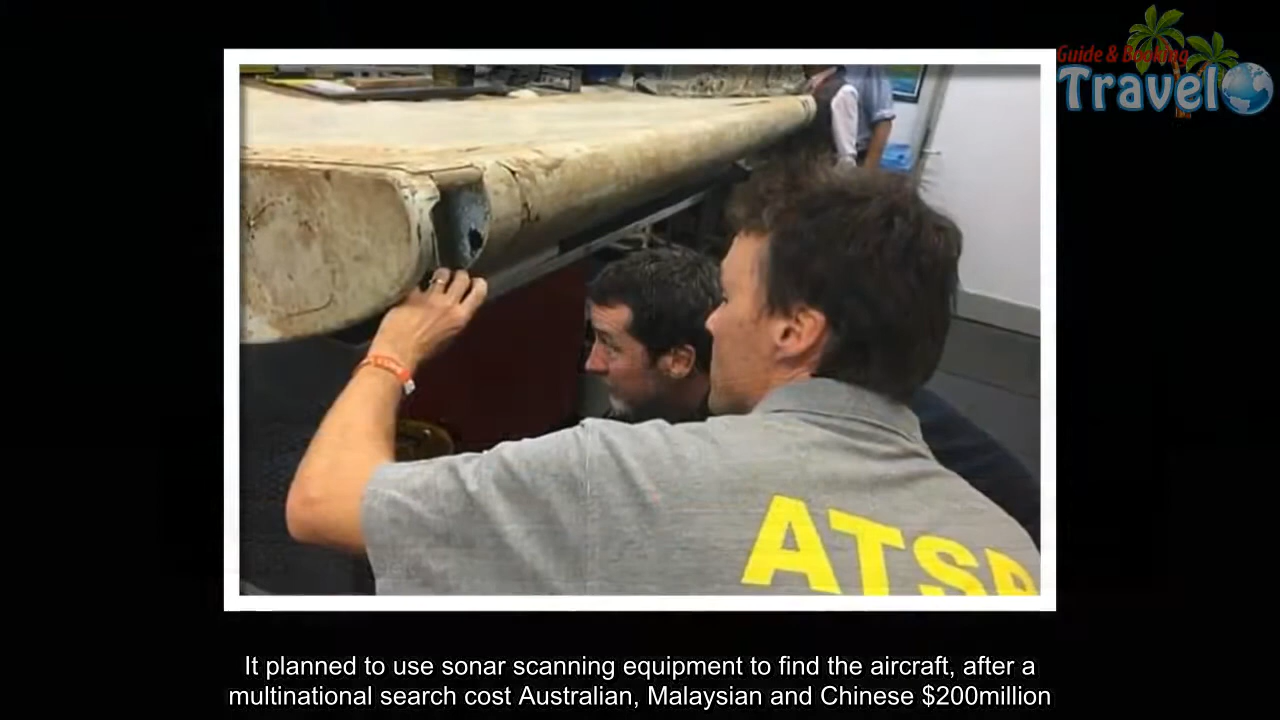 Guide & Booking
Travel
ATSB
It planned to use sonar scanning equipment to find the aircraft, after a
multinational search cost Australian, Malaysian and Chinese $200million